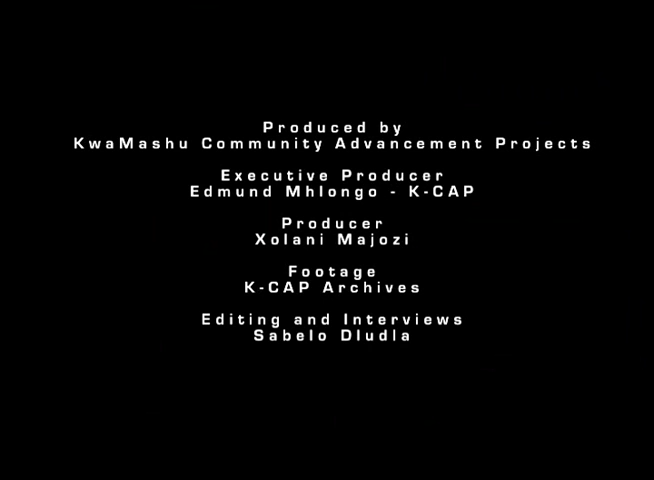 Produced by
KwaMashu Community Advancement Projects
Executive Producer
Edmund Mhlongo - K-CAP
Producer
Xolani Majozi
Footage
K-CAP Archives
Editing and Interviews
Sabelo Dludla